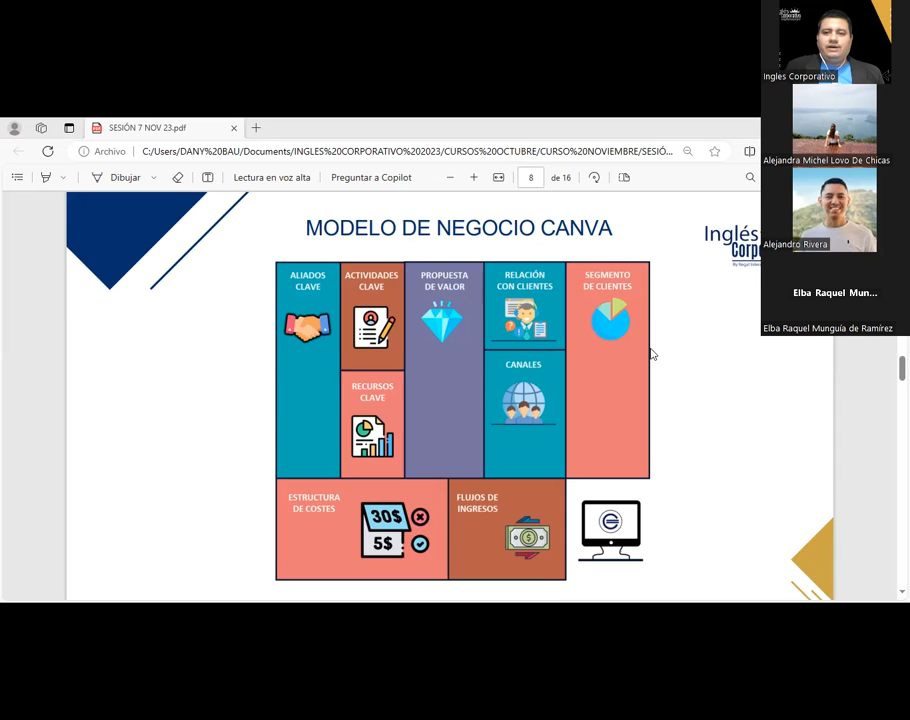 SESIÓN 7 NOV 23.pdf
Archivo
C:/Users/DANY%20BAU/Documents/INGLES%20CORPORATIVO%202023/CURSOS%20OCTUBRE/CURSO%20NOVIEMBRE/SESIÓ...
Dibujar
Lectura en voz alta
Preguntar a Copilot
8
de 16
MODELO DE NEGOCIO CANVA
Inglés
ALIADOS
CLAVE
ACTIVIDADES
CLAVE
PROPUESTA
DE VALOR
RELACIÓN
CON CLIENTES
SEGMENTO
DE CLIENTES
RECURSOS
CLAVE
CANALES
ESTRUCTURA
DE COSTES
30$
5$
FLUJOS DE
INGRESOS
Ingles Corporativo
Alejandra Michel Lovo De Chicas
Alejandro Rivera
Elba Raquel Mun...
Elba Raquel Munguía de Ramírez